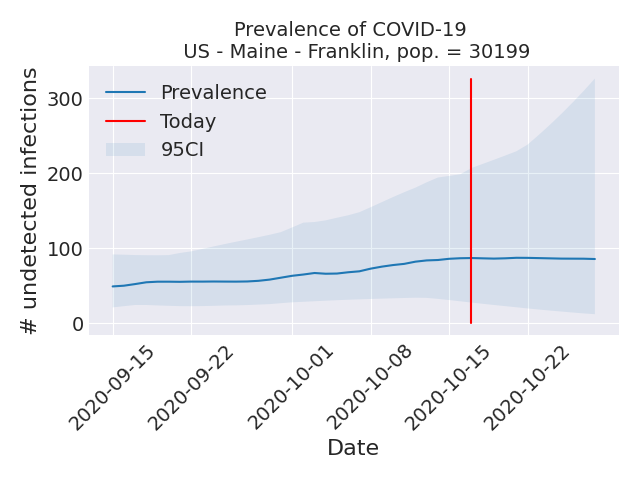 Prevalence of COVID-19
US - Maine - Franklin, pop. = 30199
# undetected infections
300
200
100
0
Prevalence
Today
95CI
2020-09-15
2020-09-22
2020-10-01
2020-10-08
2020-10-15
2020-10-22
Date